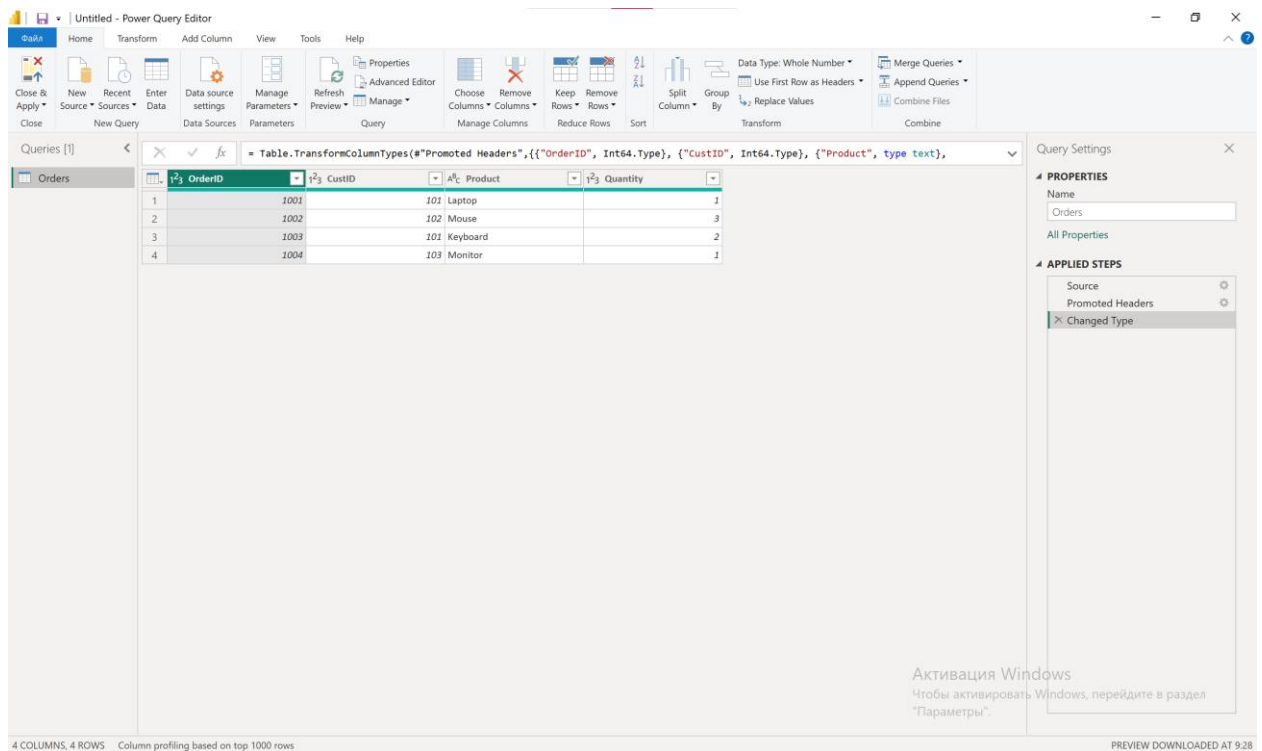 Untitled - Power Query Editor
Файл Home Transform Add Column View Tools Help
Close & Apply
New Source
Recent Sources
Enter Data
Data source settings
Manage Parameters
Refresh Preview
Properties
Advanced Editor
Manage
Choose Columns
Remove Columns
Keep Rows
Remove Rows
Split Column
Group By
Data Type: Whole Number
Use First Row as Headers
Replace Values
Merge Queries
Append Queries
Combine Files
Close New Query Data Sources Parameters Query Manage Columns Reduce Rows Sort Transform Combine
Queries [1]
Orders
fx = Table.TransformColumnTypes(#"Promoted Headers",{{"OrderID", Int64.Type}, {"CustID", Int64.Type}, {"Product", type text},
OrderID CustID Product Quantity
1 1001 101 Laptop 1
2 1002 102 Mouse 3
3 1003 101 Keyboard 2
4 1004 103 Monitor 1
Query Settings
PROPERTIES
Name
Orders
All Properties
APPLIED STEPS
Source
Promoted Headers
Changed Type
Активация Windows
Чтобы активировать Windows, перейдите в раздел
"Параметры".
4 COLUMNS, 4 ROWS Column profiling based on top 1000 rows PREVIEW DOWNLOADED AT 9:28